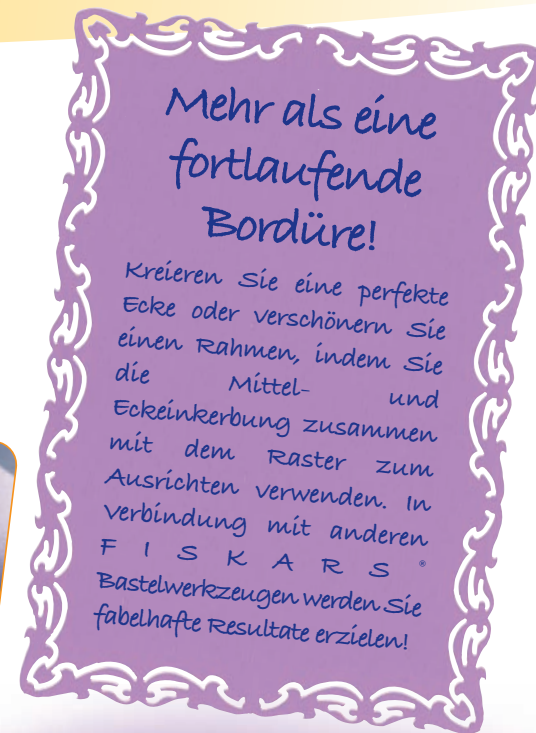 Mehr als eine
fortlaufende
Bordüre!
Kreieren Sie eine perfekte
Ecke oder verschönern Sie
einen Rahmen, indem Sie
die Mittel- und
Eckeinkerbung zusammen
mit dem Raster zum
Ausrichten verwenden. In
Verbindung mit anderen
F I S K A R S ®
Bastelwerkzeugen werden Sie
fabelhafte Resultate erzielen!